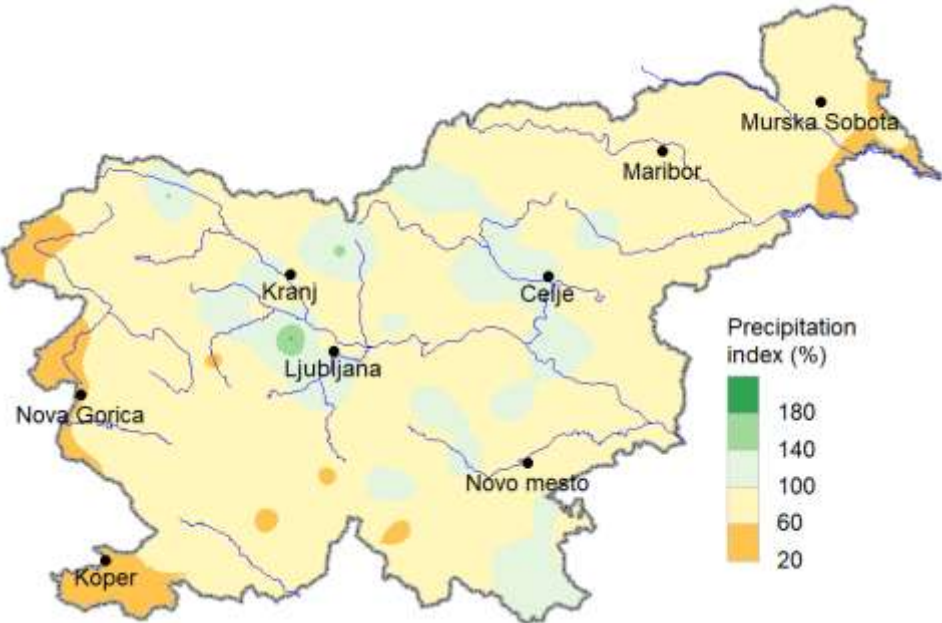 Murska Sobota
Maribor
Kranj
Celje
Precipitation
index (%)
Ljubljana
180
Nova Gorica
140
100
Novo mesto
60
20
Koper